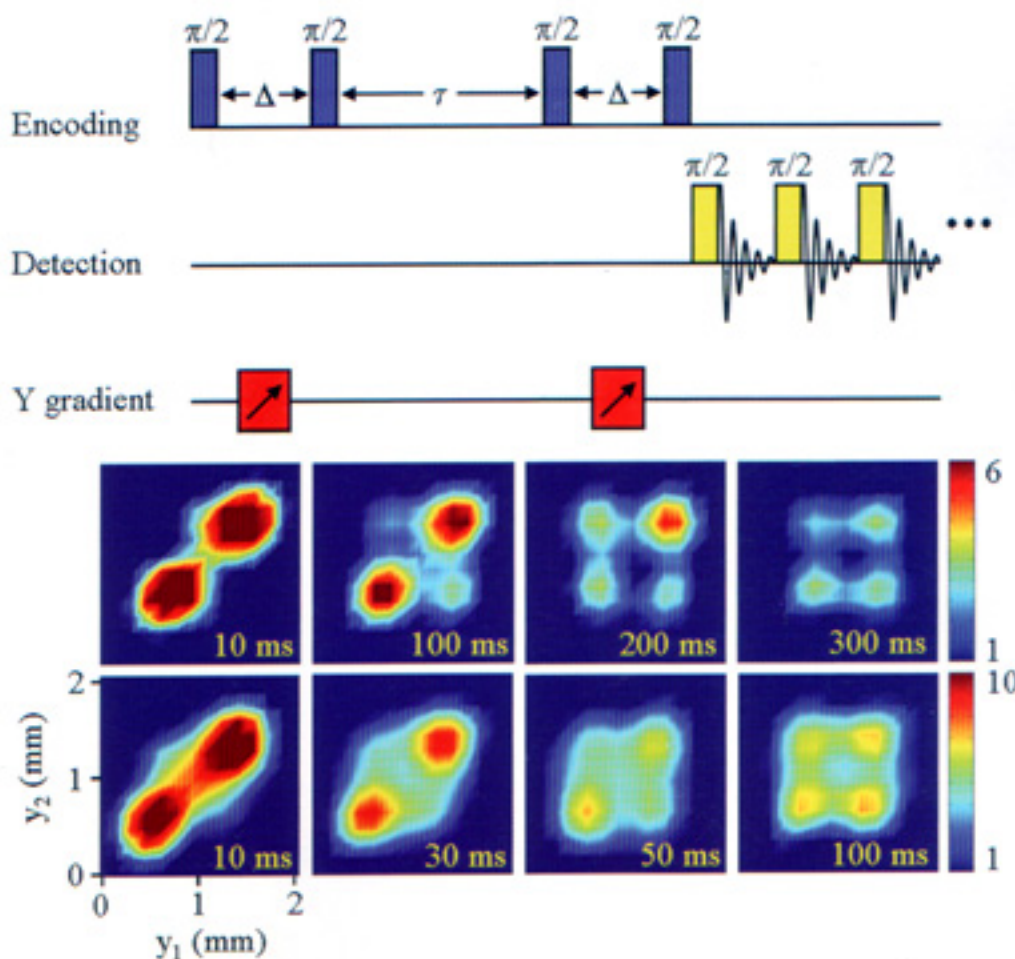 π/2 π/2 π/2 π/2
Δ τ Δ
Encoding
π/2 π/2 π/2
Detection
Y gradient
6
10 ms 100 ms 200 ms 300 ms 1
2 10
y2 (mm)
1
0 10 ms 30 ms 50 ms 100 ms 1
0 1 2
y1 (mm)